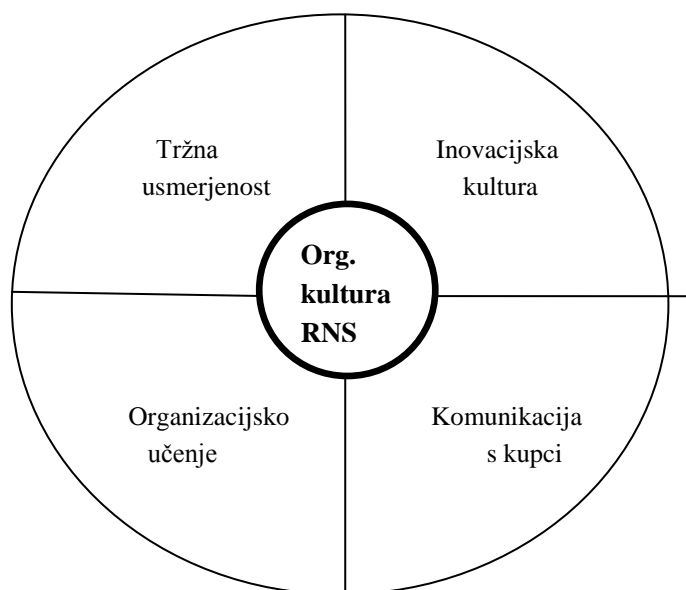 Tržna
usmerjenost
Inovacijska
kultura
Org.
kultura
RNS
Organizacijsko
učenje
Komunikacija
s kupci